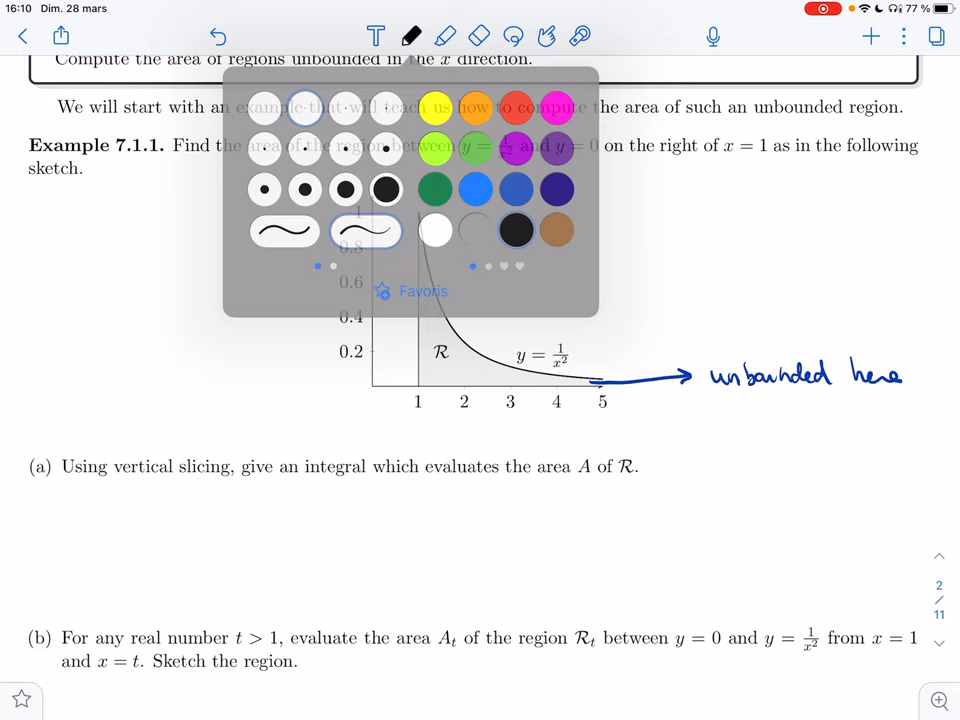 16:10 Dim. 28 mars 77 %
Compute the area of regions unbounded in the x direction.
We will start with an example that will teach us how to compute the area of such an unbounded region.
Example 7.1.1. Find the area of the region between y = 1/x² and y = 0 on the right of x = 1 as in the following
sketch.
1
0.8
0.6
Favoris
0.4
0.2
R
y = 1/x²
unbounded here
1 2 3 4 5
(a) Using vertical slicing, give an integral which evaluates the area A of R.
2
/
11
(b) For any real number t > 1, evaluate the area Aₜ of the region Rₜ between y = 0 and y = 1/x² from x = 1
and x = t. Sketch the region.